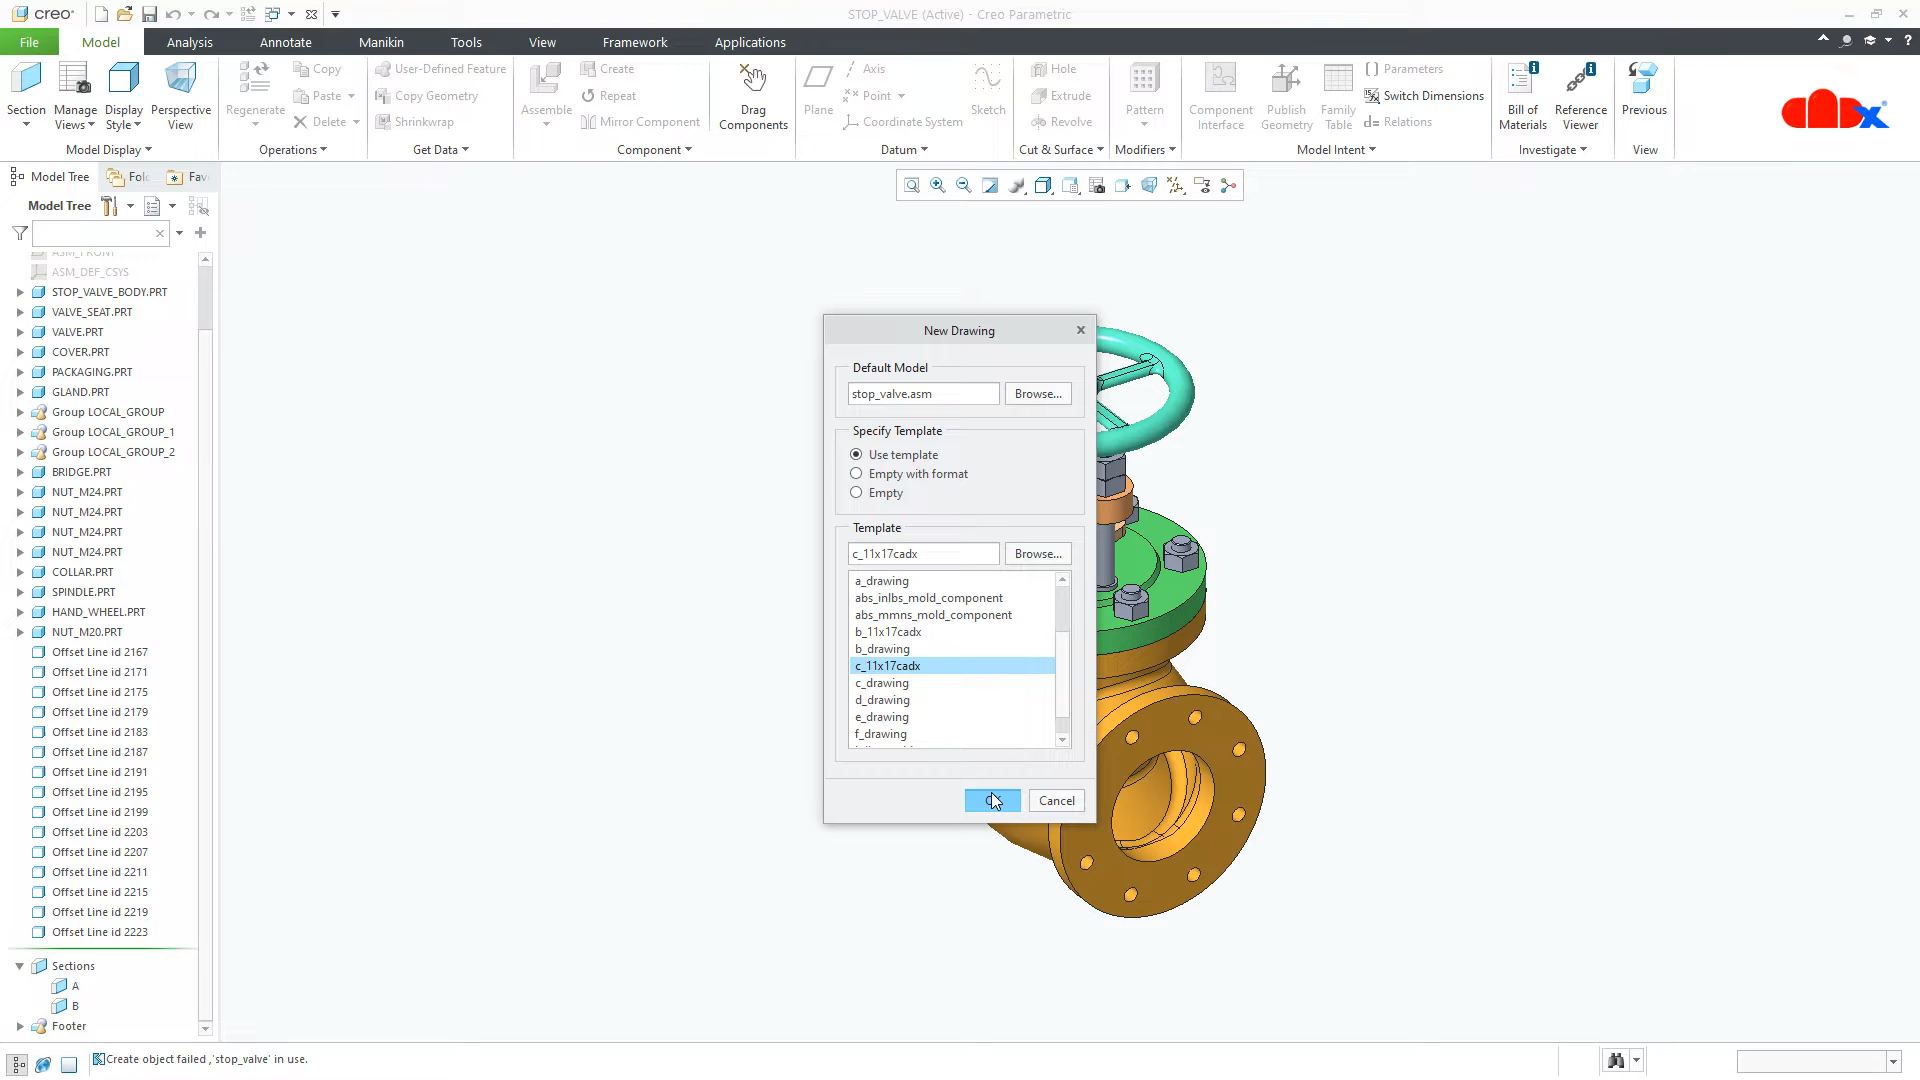 creo
STOP_VALVE (Active) - Creo Parametric
File
Model
Analysis
Annotate
Manikin
Tools
View
Framework
Applications
Section
Manage
Views
Display
Style
Perspective
View
Model Display
Regenerate
Copy
Paste
Delete
Operations
User-Defined Feature
Copy Geometry
Shrinkwrap
Get Data
Assemble
Create
Repeat
Mirror Component
Component
Drag
Components
Plane
Axis
Point
Coordinate System
Sketch
Datum
Hole
Extrude
Revolve
Cut & Surface
Pattern
Modifiers
Component
Interface
Publish
Geometry
Family
Table
Parameters
Switch Dimensions
Relations
Model Intent
Bill of
Materials
Reference
Viewer
Investigate
Previous
View
Model Tree
Fol
Fav
Model Tree
ASM_FRONT
ASM_DEF_CSYS
STOP_VALVE_BODY.PRT
VALVE_SEAT.PRT
VALVE.PRT
COVER.PRT
PACKAGING.PRT
GLAND.PRT
Group LOCAL_GROUP
Group LOCAL_GROUP_1
Group LOCAL_GROUP_2
BRIDGE.PRT
NUT_M24.PRT
NUT_M24.PRT
NUT_M24.PRT
NUT_M24.PRT
COLLAR.PRT
SPINDLE.PRT
HAND_WHEEL.PRT
NUT_M20.PRT
Offset Line id 2167
Offset Line id 2171
Offset Line id 2175
Offset Line id 2179
Offset Line id 2183
Offset Line id 2187
Offset Line id 2191
Offset Line id 2195
Offset Line id 2199
Offset Line id 2203
Offset Line id 2207
Offset Line id 2211
Offset Line id 2215
Offset Line id 2219
Offset Line id 2223
Sections
A
B
Footer
New Drawing
Default Model
stop_valve.asm
Browse...
Specify Template
Use template
Empty with format
Empty
Template
c_11x17cadx
Browse...
a_drawing
abs_inlbs_mold_component
abs_mmns_mold_component
b_11x17cadx
b_drawing
c_11x17cadx
c_drawing
d_drawing
e_drawing
f_drawing
Cancel
Create object failed ,'stop_valve' in use.